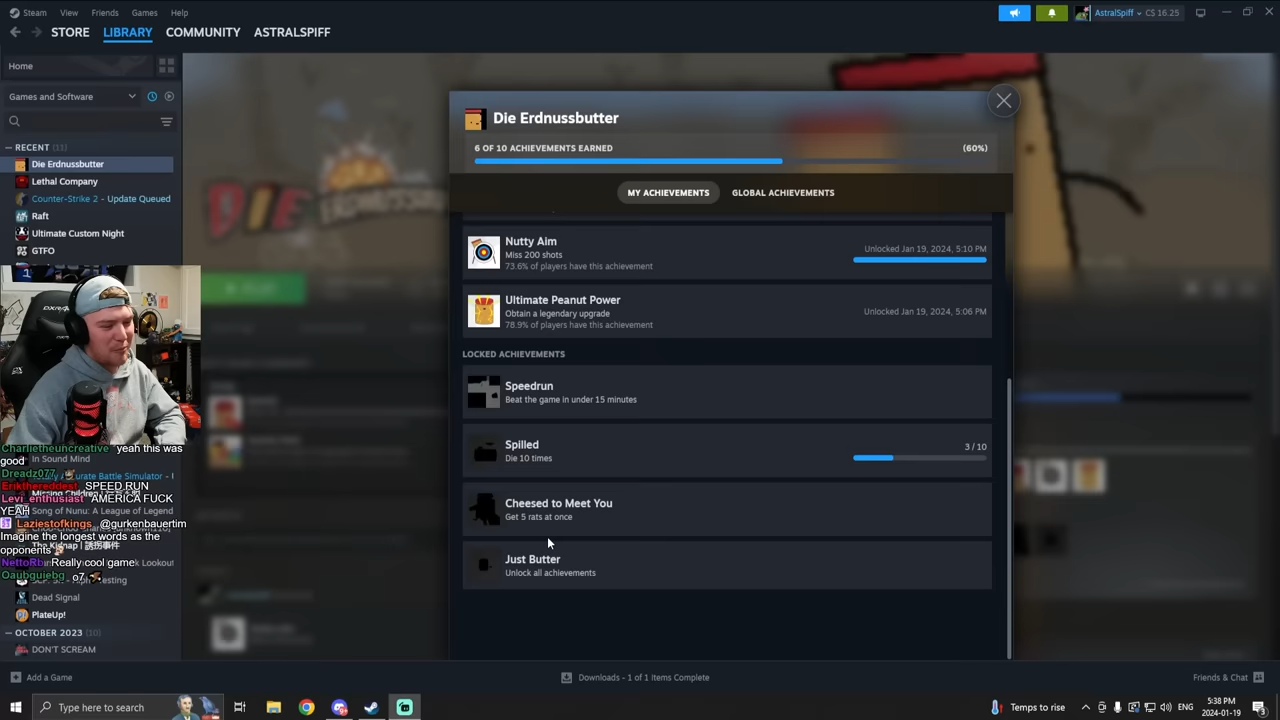 Steam View Friends Games Help
AstralSpiff C$ 16.25
STORE LIBRARY COMMUNITY ASTRALSPIFF
Home
Games and Software
RECENT (11)
Die Erdnussbutter
Lethal Company
Counter-Strike 2 - Update Queued
Raft
Ultimate Custom Night
GTFO
In Sound Mind
Dead Signal
PlateUp!
OCTOBER 2023 (10)
DON'T SCREAM
Charlietheuncreative yeah this was
good
Dreadz077
Erikthereddest SPEED RUN
Levi_enthusiast AMERICA FUCK
YEAH
Laziestofkings @gurkenbauertim
Imagine the longest words as the
opponents
NettoRb Really cool game
Oaubguiebg o7
Die Erdnussbutter
6 OF 10 ACHIEVEMENTS EARNED (60%)
MY ACHIEVEMENTS GLOBAL ACHIEVEMENTS
Nutty Aim
Miss 200 shots
73.6% of players have this achievement
Unlocked Jan 19, 2024, 5:10 PM
Ultimate Peanut Power
Obtain a legendary upgrade
78.9% of players have this achievement
Unlocked Jan 19, 2024, 5:06 PM
LOCKED ACHIEVEMENTS
Speedrun
Beat the game in under 15 minutes
Spilled
Die 10 times
3 / 10
Cheesed to Meet You
Get 5 rats at once
Just Butter
Unlock all achievements
Add a Game
Downloads - 1 of 1 Items Complete
Friends & Chat
Type here to search
Temps to rise
ENG
5:38 PM
2024-01-19